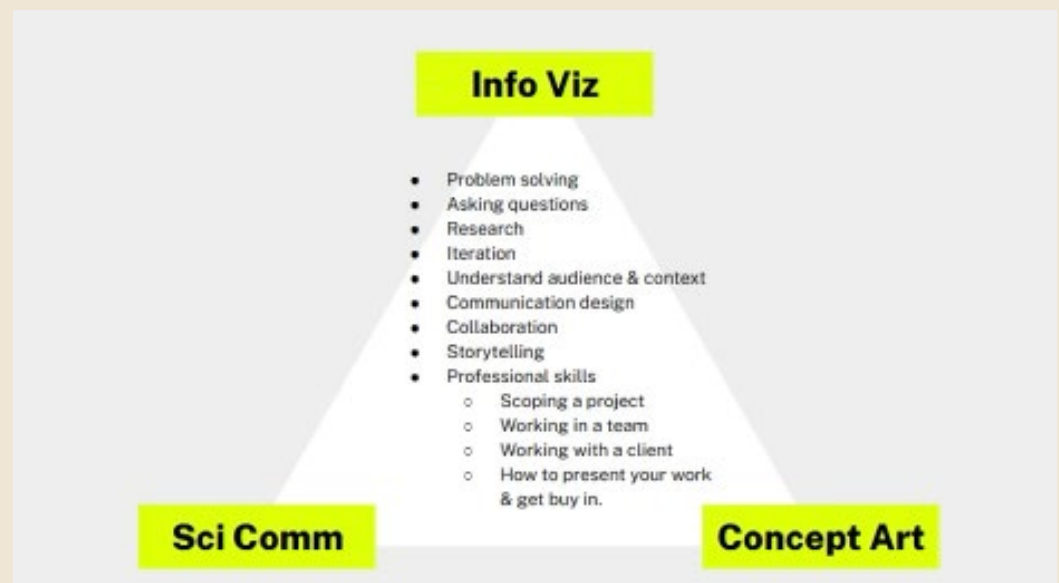 Info Viz
● Problem solving
● Asking questions
● Research
● Iteration
● Understand audience & context
● Communication design
● Collaboration
● Storytelling
● Professional skills
○ Scoping a project
○ Working in a team
○ Working with a client
○ How to present your work
& get buy in.
Sci Comm
Concept Art